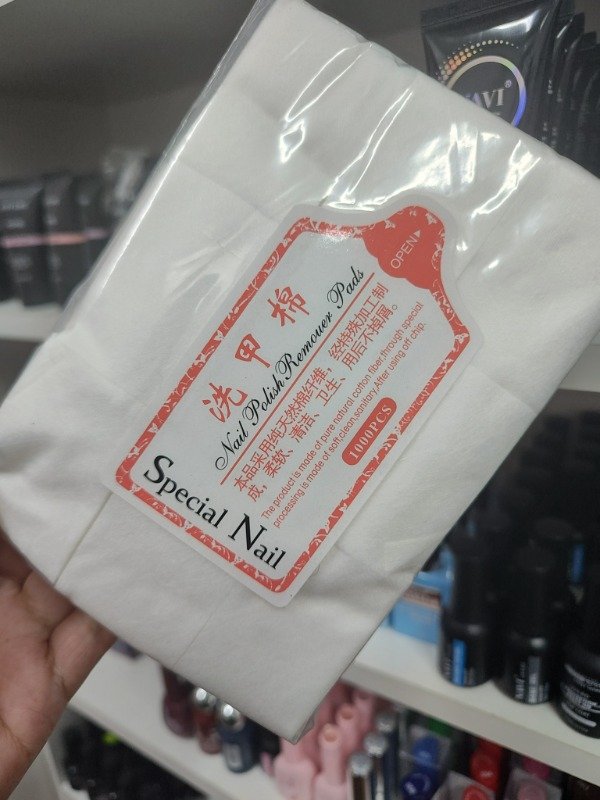 OPEN
洗甲棉
Nail Polish Remouer Pads
本品采用纯天然棉纤维，经特殊加工制
成，柔软、清洁、卫生、用后不掉屑。
The product is made of pure natural cotton fiber,through special
processing is made of soft,clean,sanitary.After using off chip.
1000PCS
Special Nail